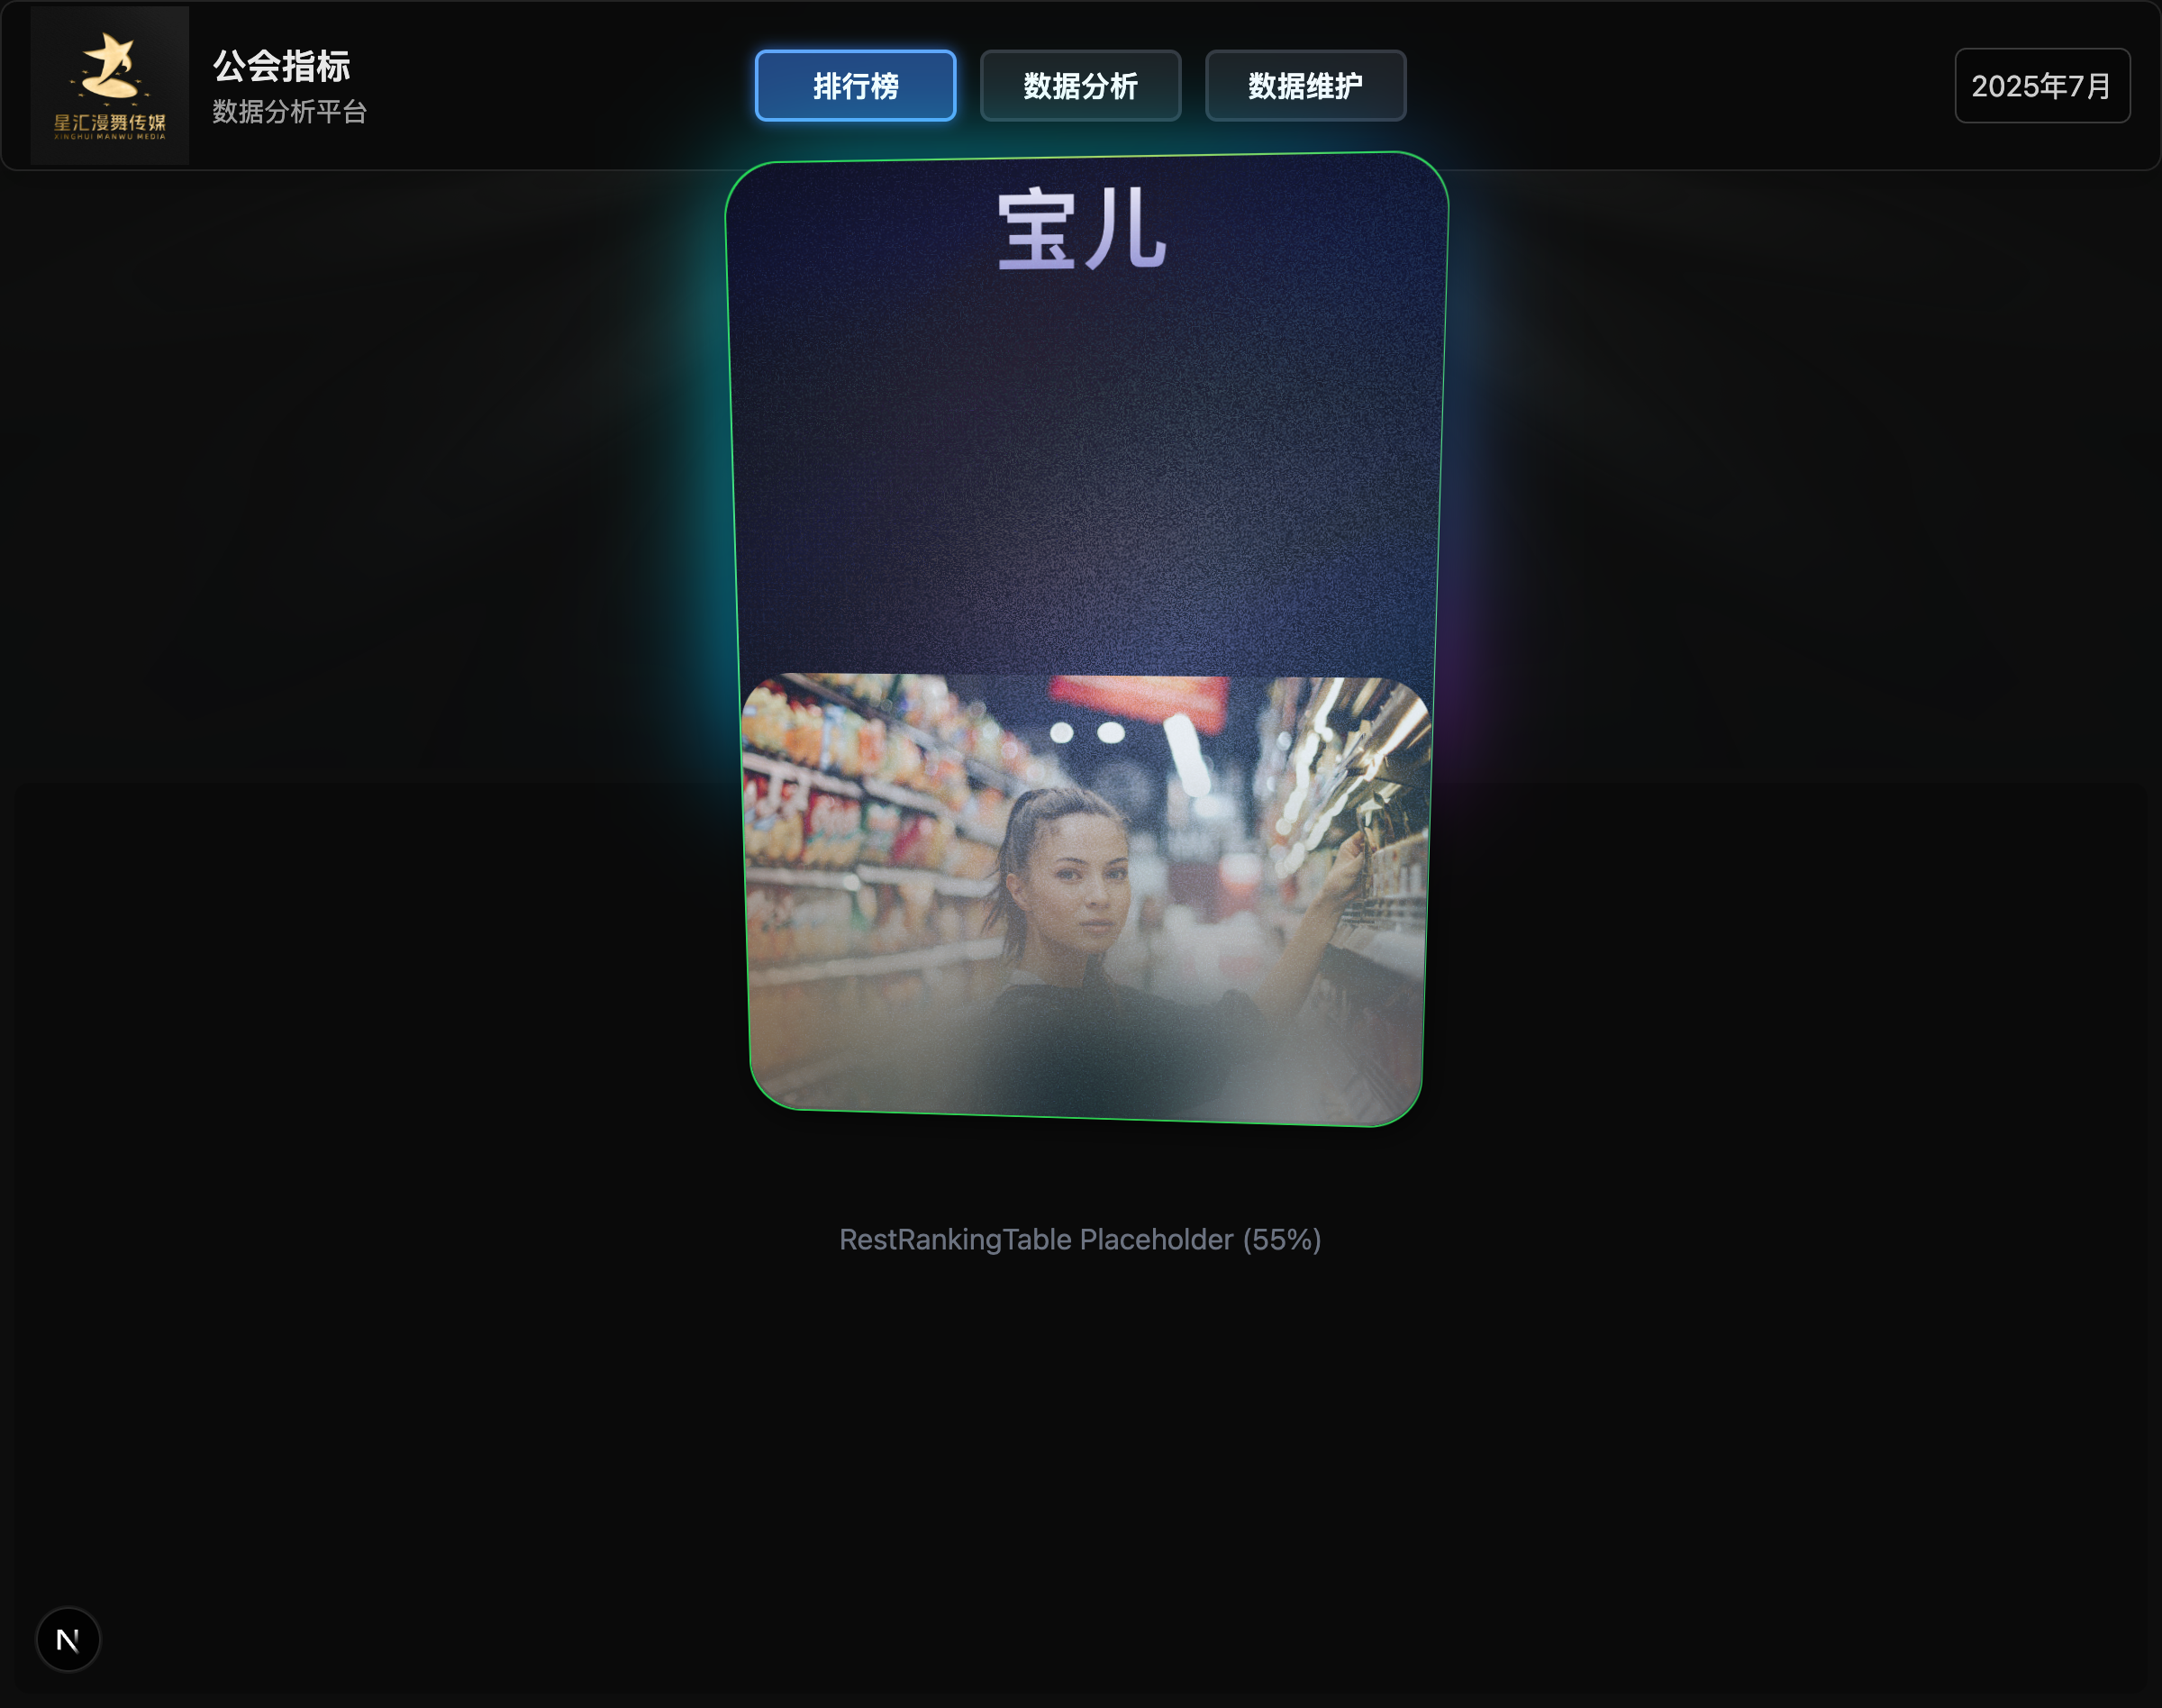 星汇漫舞传媒
XINGHUI MANWU MEDIA
公会指标
数据分析平台
排行榜
数据分析
数据维护
2025年7月
宝儿
RestRankingTable Placeholder (55%)
N